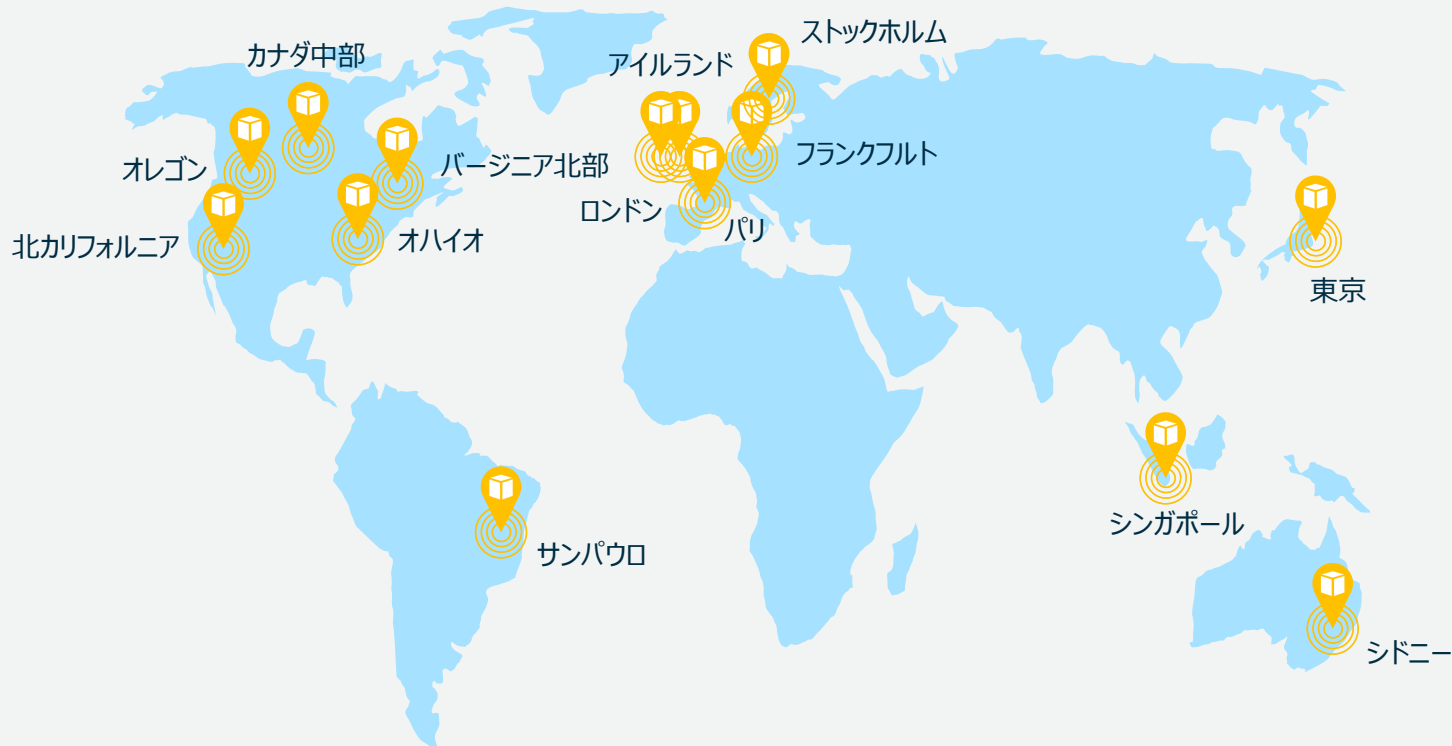 ストックホルム
カナダ中部
アイルランド
オレゴン
バージニア北部
フランクフルト
ロンドン
パリ
北カリフォルニア
オハイオ
東京
シンガポール
サンパウロ
シドニー